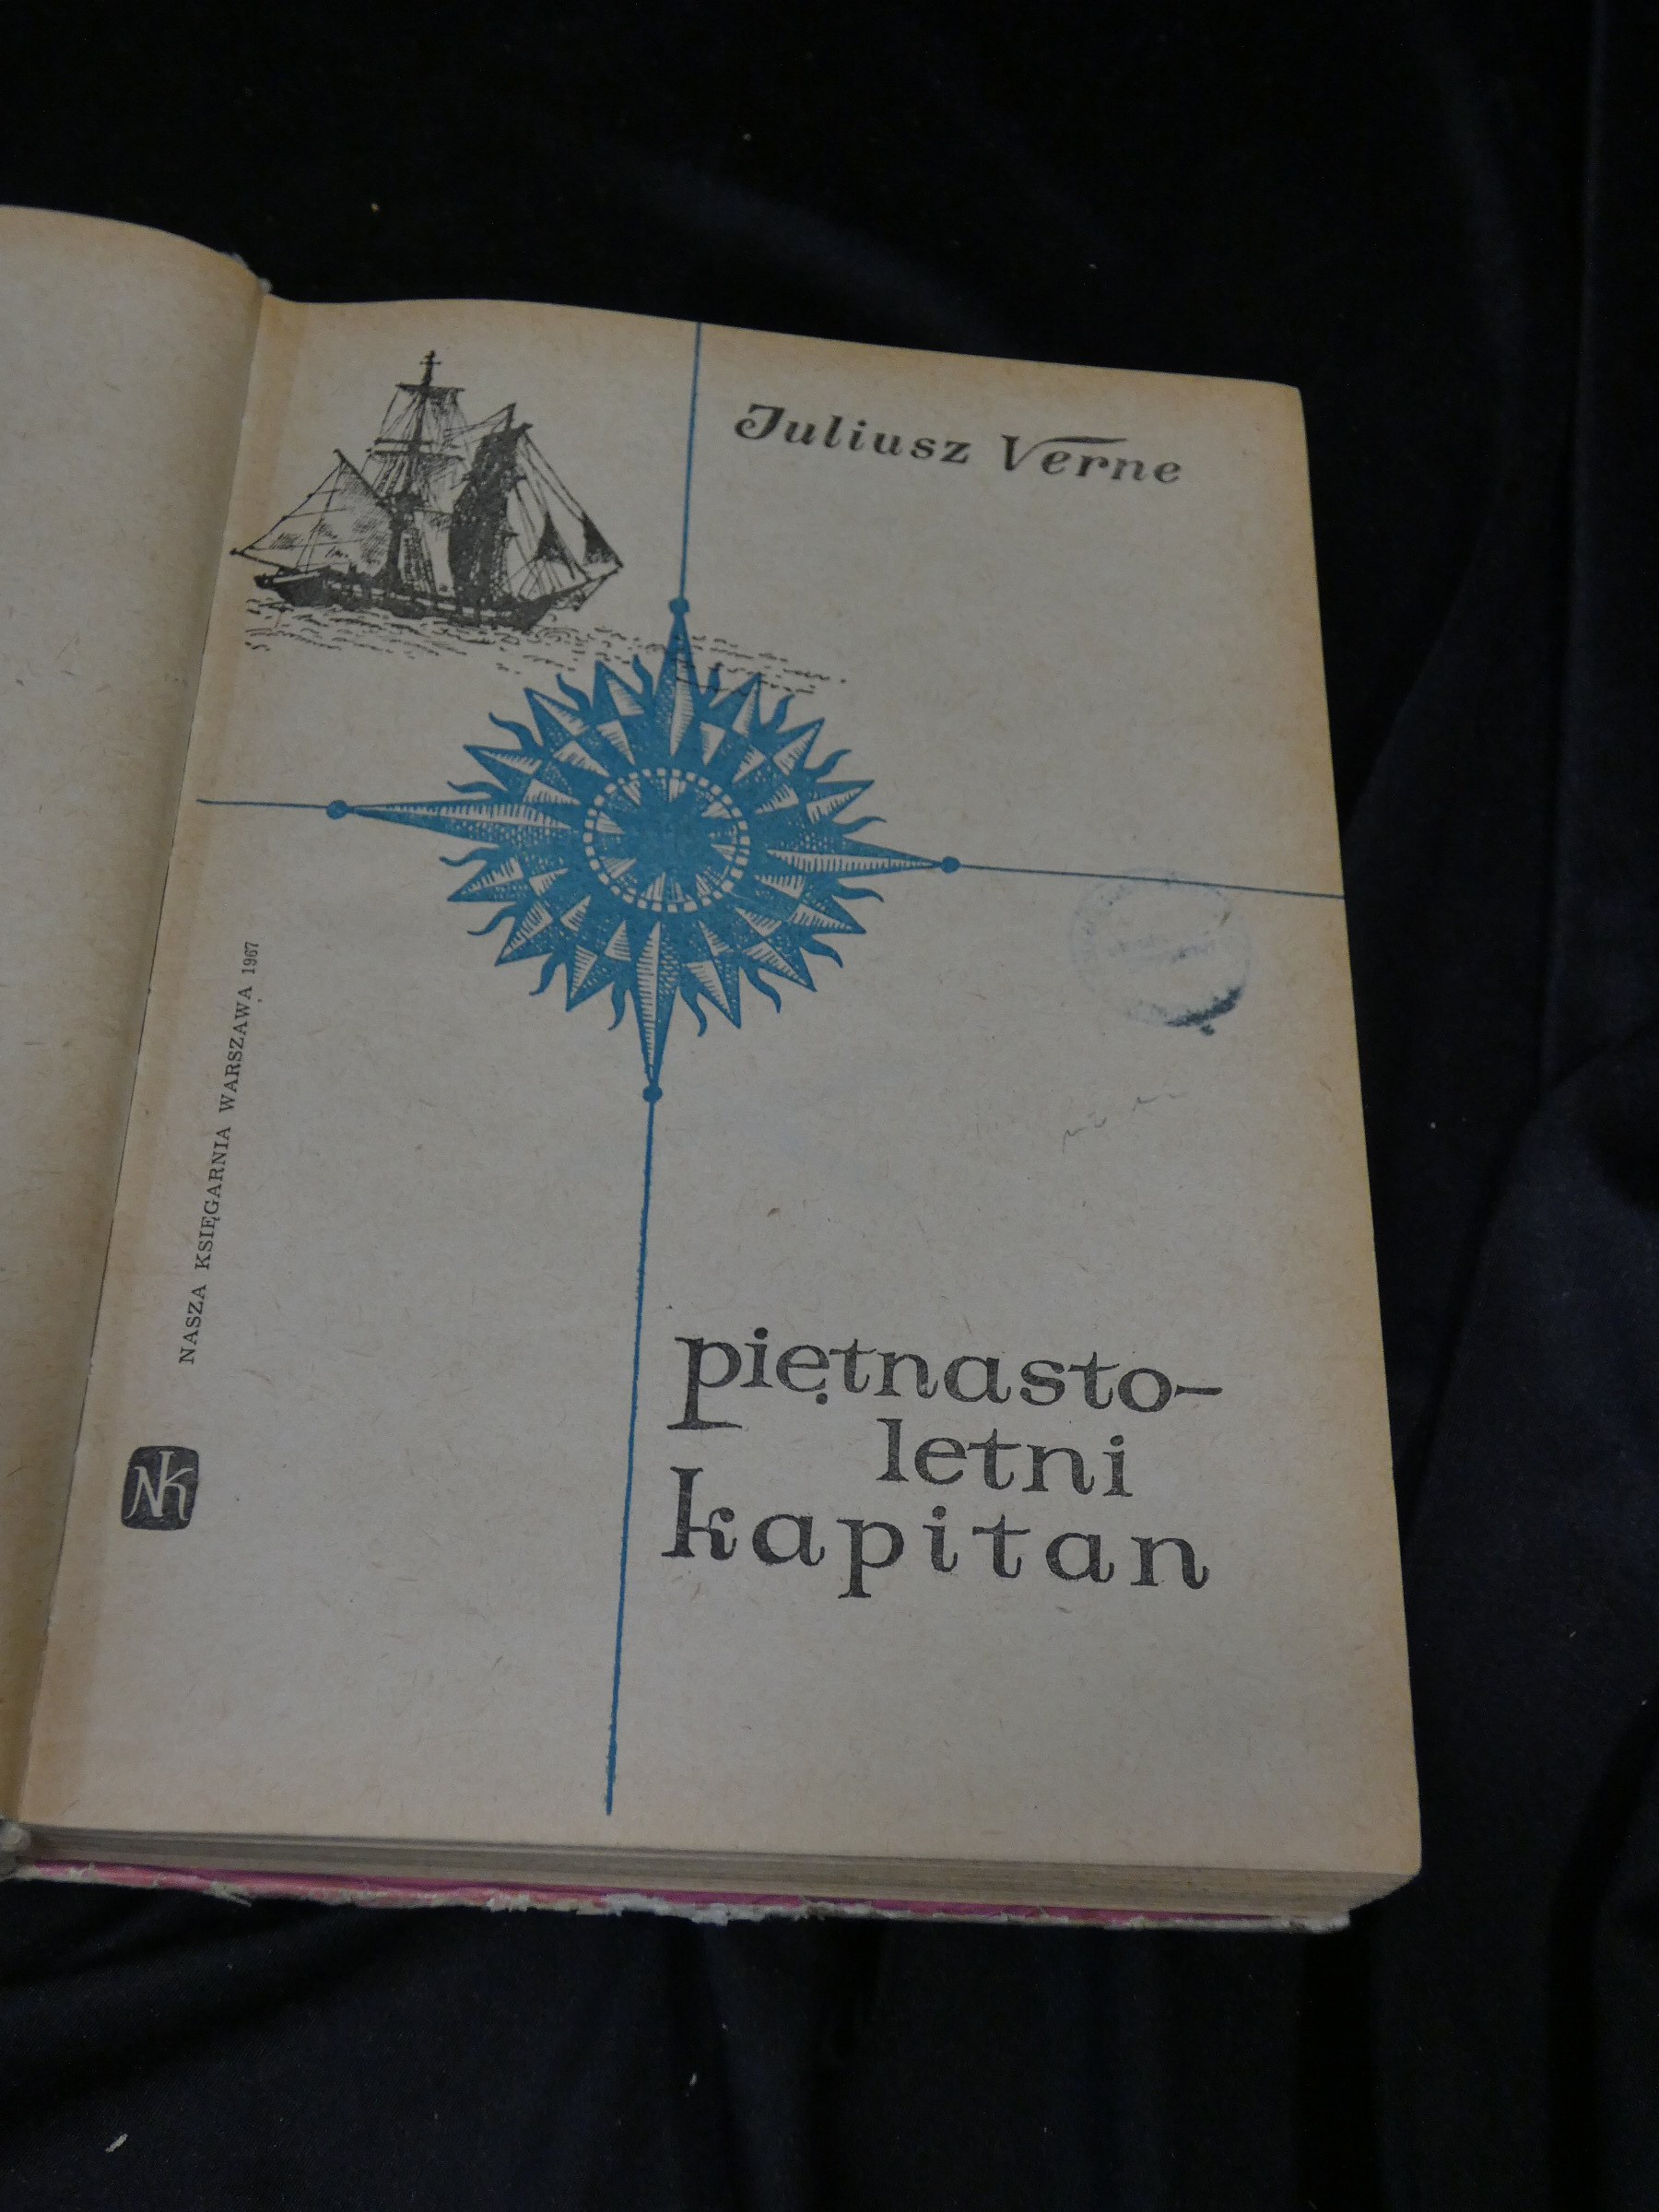 Juliusz Verne
NASZA KSIĘGARNIA WARSZAWA 1967
NK
piętnasto-
letni
kapitan